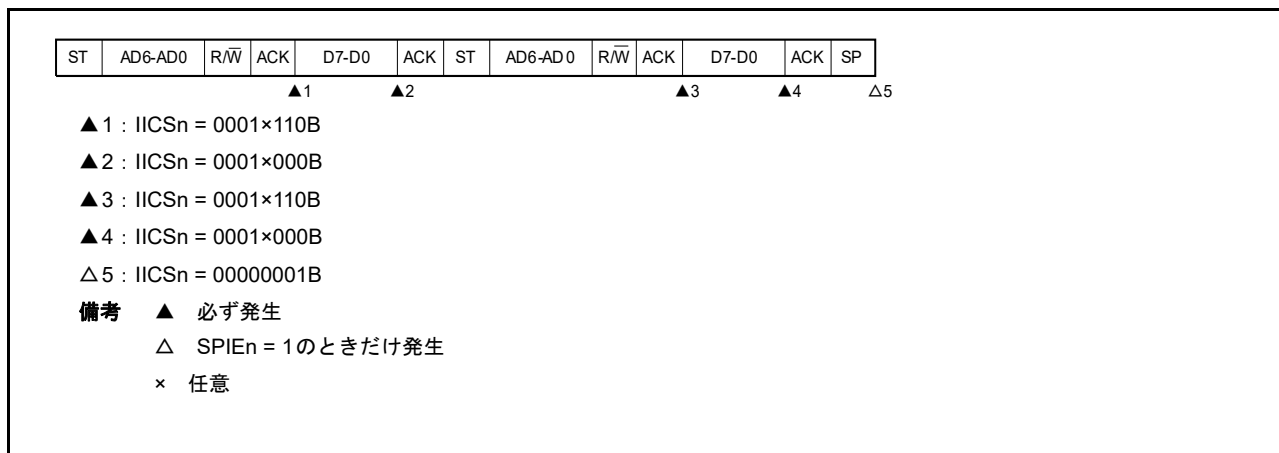 ST AD6-AD0 R/W̅ ACK D7-D0 ACK ST AD6-AD0 R/W̅ ACK D7-D0 ACK SP
▲1 ▲2 ▲3 ▲4 △5
▲1：IICSn = 0001×110B
▲2：IICSn = 0001×000B
▲3：IICSn = 0001×110B
▲4：IICSn = 0001×000B
△5：IICSn = 00000001B
備考 ▲ 必ず発生
△ SPIEn = 1のときだけ発生
× 任意